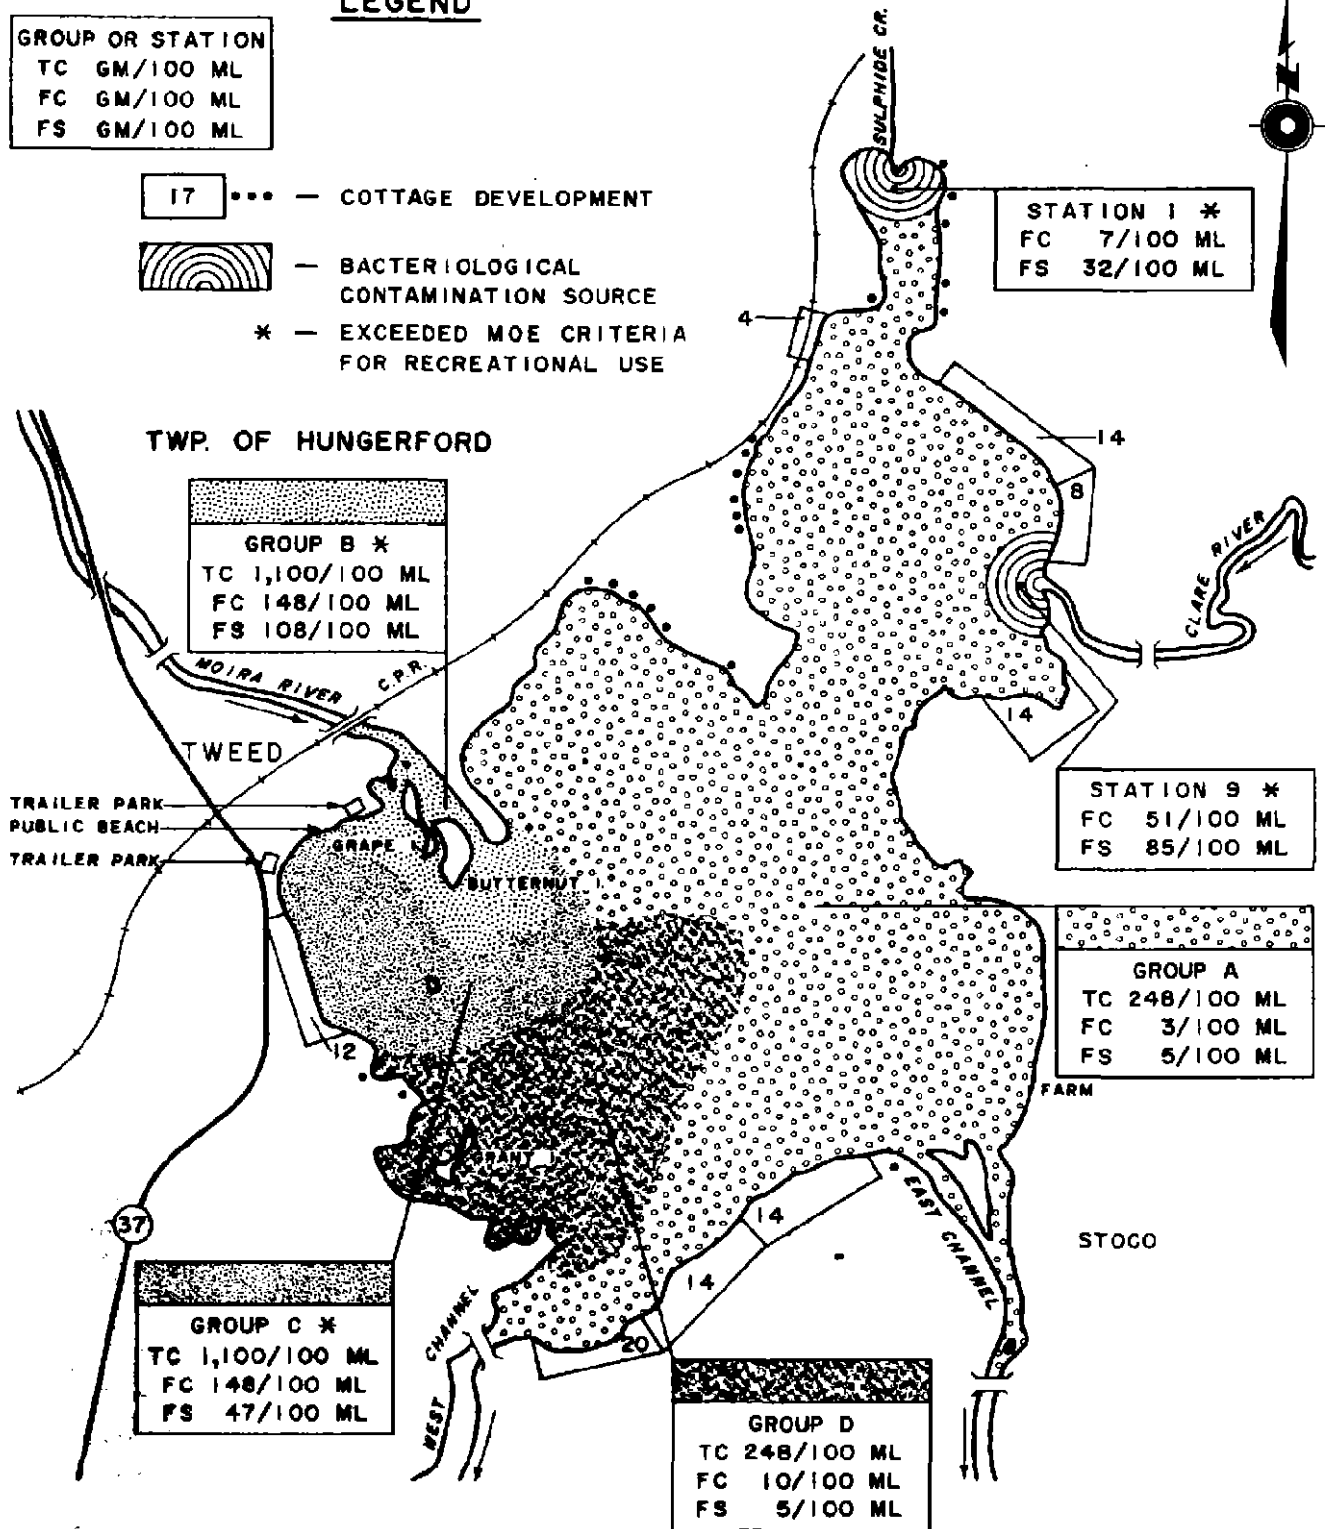 LEGEND
GROUP OR STATION
TC GM/100 ML
FC GM/100 ML
FS GM/100 ML
17 ••• — COTTAGE DEVELOPMENT
— BACTERIOLOGICAL
CONTAMINATION SOURCE
* — EXCEEDED MOE CRITERIA
FOR RECREATIONAL USE
SULPHIDE CR.
N
STATION 1 *
FC 7/100 ML
FS 32/100 ML
4
14
8
TWP. OF HUNGERFORD
GROUP B *
TC 1,100/100 ML
FC 148/100 ML
FS 108/100 ML
CLARE RIVER
MOIRA RIVER
C.P.R.
TWEED
14
TRAILER PARK
PUBLIC BEACH
TRAILER PARK
GRAPE I.
BUTTERNUT I.
STATION 9 *
FC 51/100 ML
FS 85/100 ML
GROUP A
TC 248/100 ML
FC 3/100 ML
FS 5/100 ML
12
FARM
GRANT I.
EAST CHANNEL
STOCO
14
14
20
37
WEST CHANNEL
GROUP C *
TC 1,100/100 ML
FC 148/100 ML
FS 47/100 ML
GROUP D
TC 248/100 ML
FC 10/100 ML
FS 5/100 ML